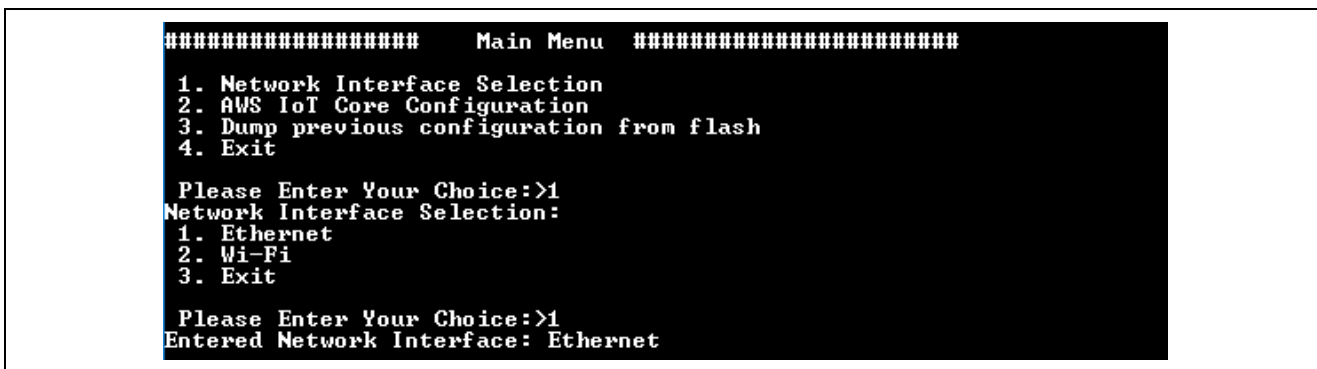 ################## Main Menu #######################
1. Network Interface Selection
2. AWS IoT Core Configuration
3. Dump previous configuration from flash
4. Exit
Please Enter Your Choice:>1
Network Interface Selection:
1. Ethernet
2. Wi-Fi
3. Exit
Please Enter Your Choice:>1
Entered Network Interface: Ethernet